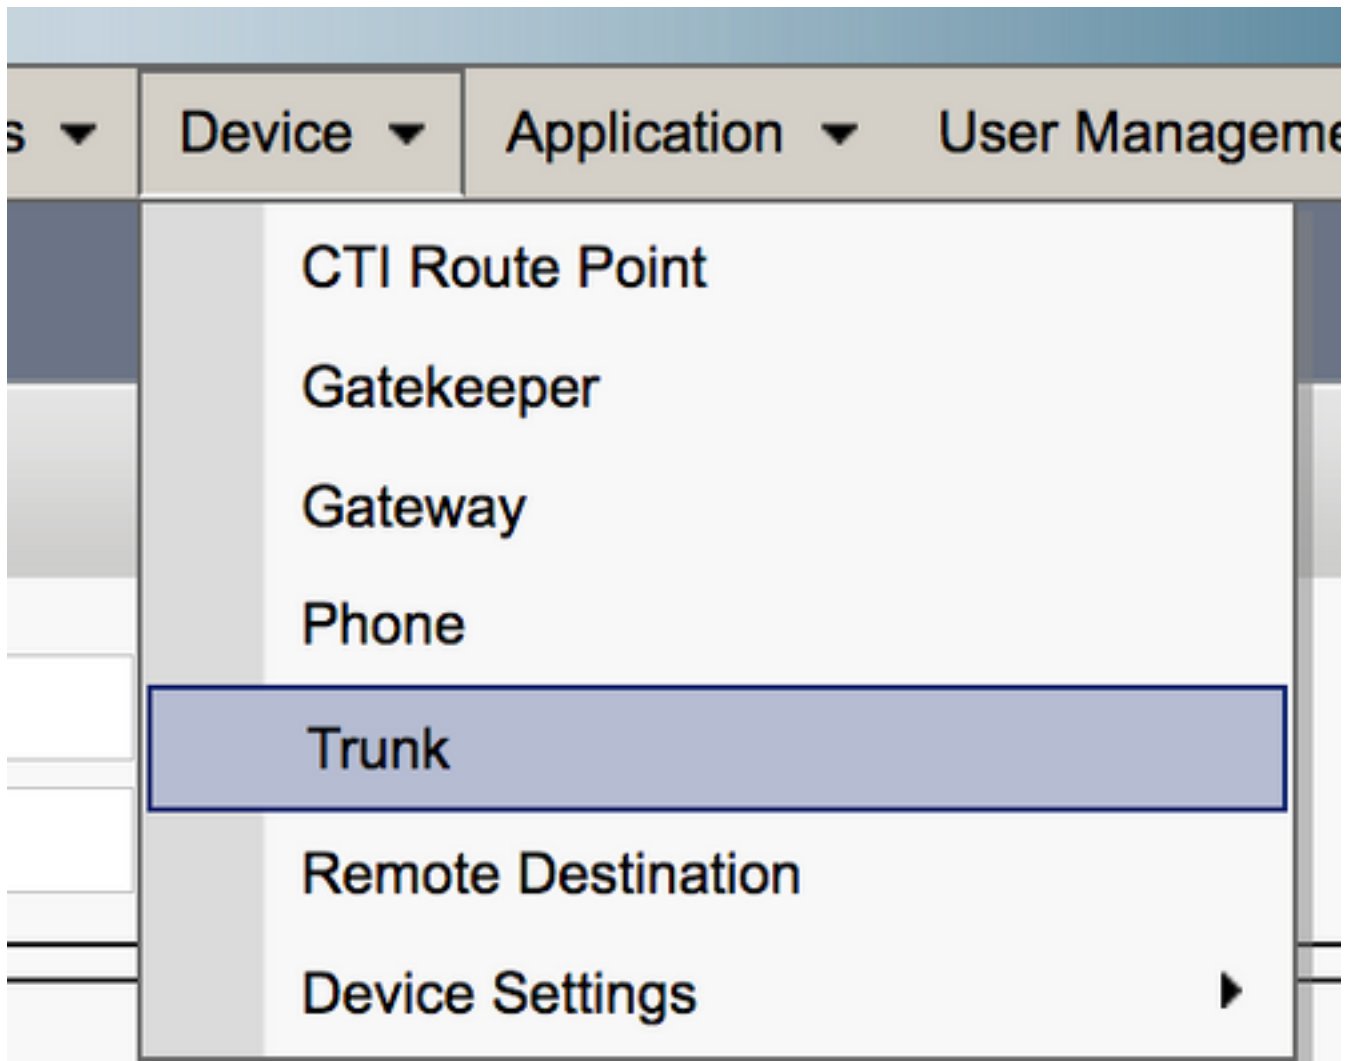 Device Application User Manageme
CTI Route Point
Gatekeeper
Gateway
Phone
Trunk
Remote Destination
Device Settings